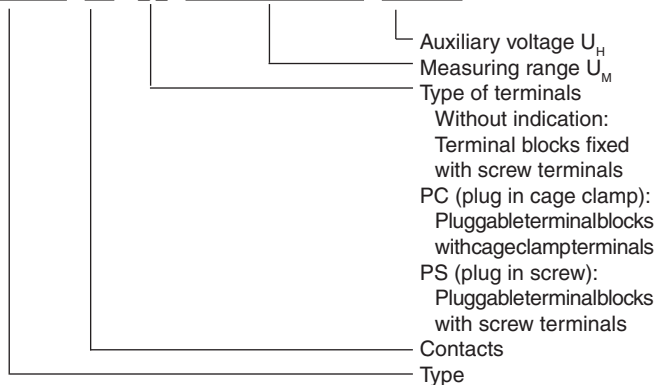 Auxiliary voltage U_H
Measuring range U_M
Type of terminals
Without indication:
Terminal blocks fixed
with screw terminals
PC (plug in cage clamp):
Pluggableterminalblocks
withcageclampterminals
PS (plug in screw):
Pluggableterminalblocks
with screw terminals
Contacts
Type